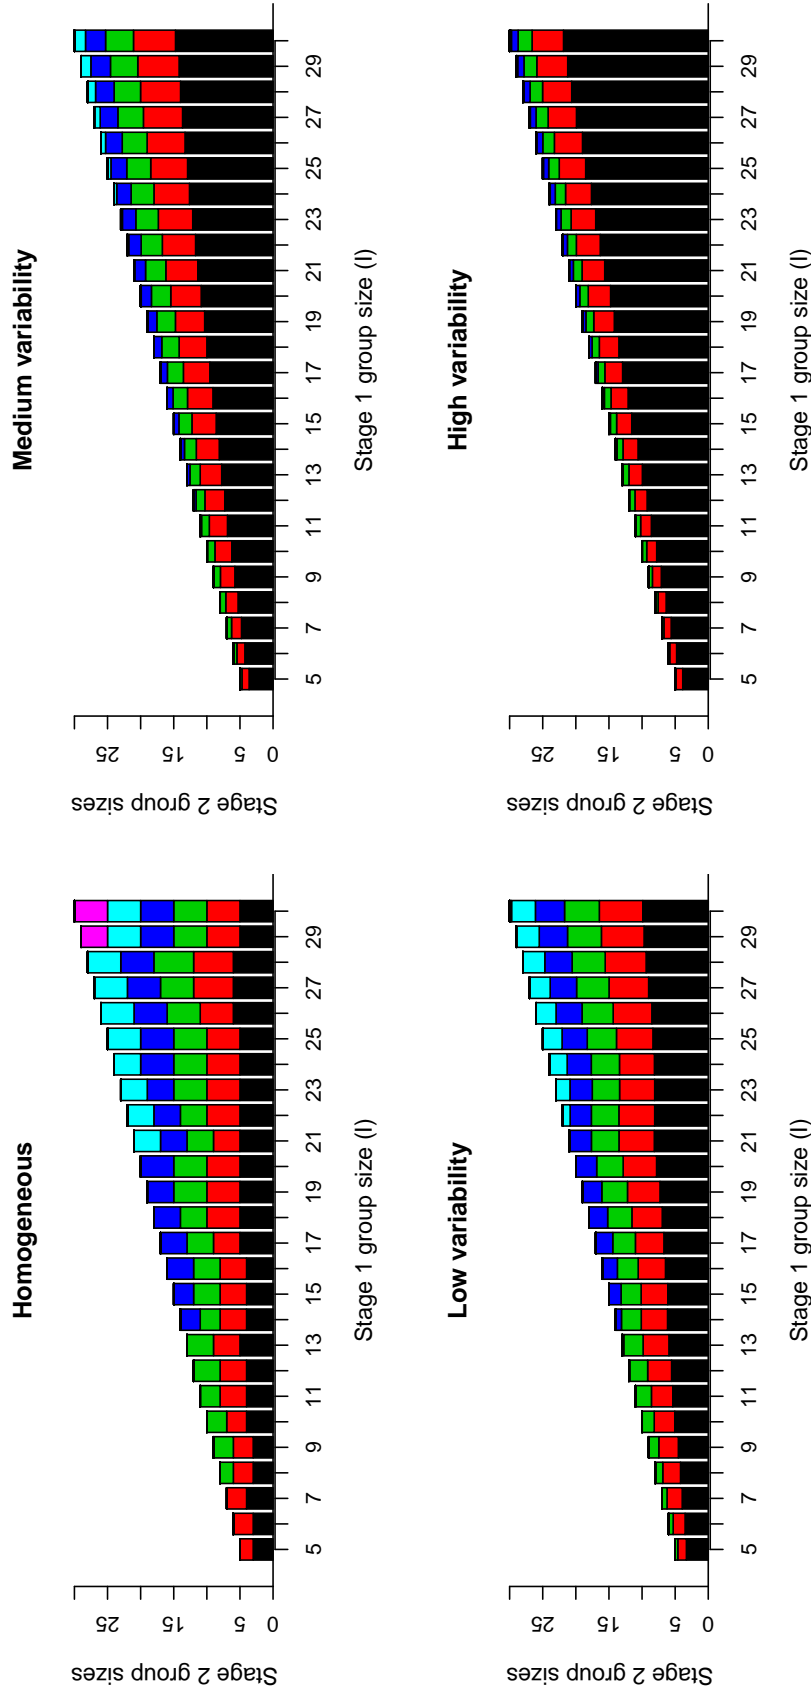 Homogeneous
Stage 2 group sizes
0 5 15 25
5 7 9 11 13 15 17 19 21 23 25 27 29
Stage 1 group size (I)
Medium variability
Stage 2 group sizes
0 5 15 25
5 7 9 11 13 15 17 19 21 23 25 27 29
Stage 1 group size (I)
Low variability
Stage 2 group sizes
0 5 15 25
5 7 9 11 13 15 17 19 21 23 25 27 29
Stage 1 group size (I)
High variability
Stage 2 group sizes
0 5 15 25
5 7 9 11 13 15 17 19 21 23 25 27 29
Stage 1 group size (I)